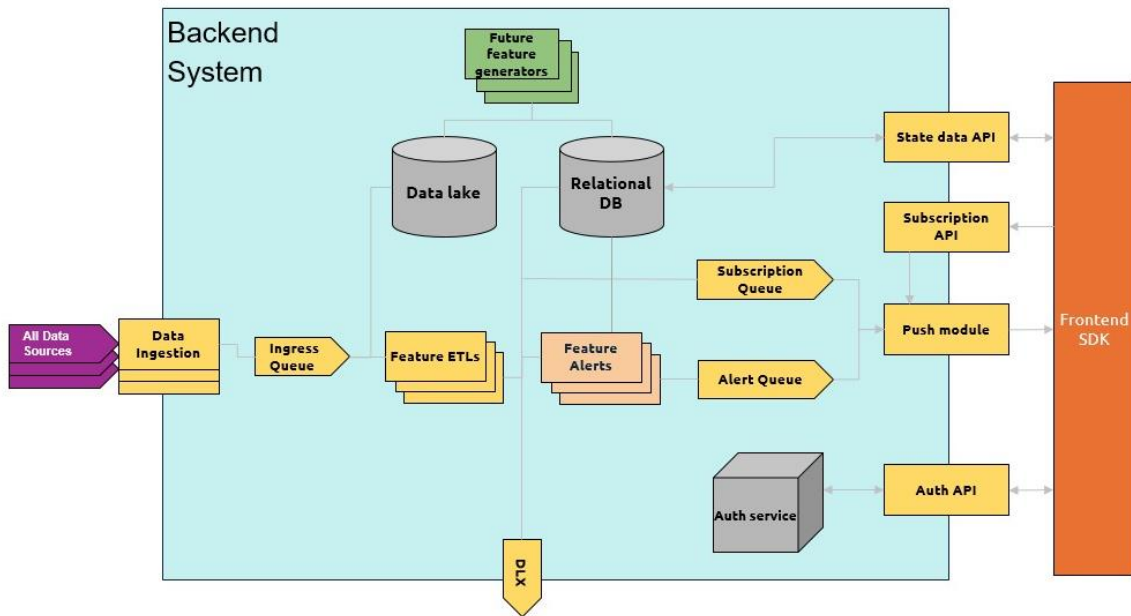 Backend
System
Future
feature
generators
Data lake
Relational
DB
State data API
Subscription
API
Subscription
Queue
All Data
Sources
Data
Ingestion
Ingress
Queue
Feature ETLs
Feature
Alerts
Alert Queue
Push module
Frontend
SDK
Auth service
Auth API
DLX